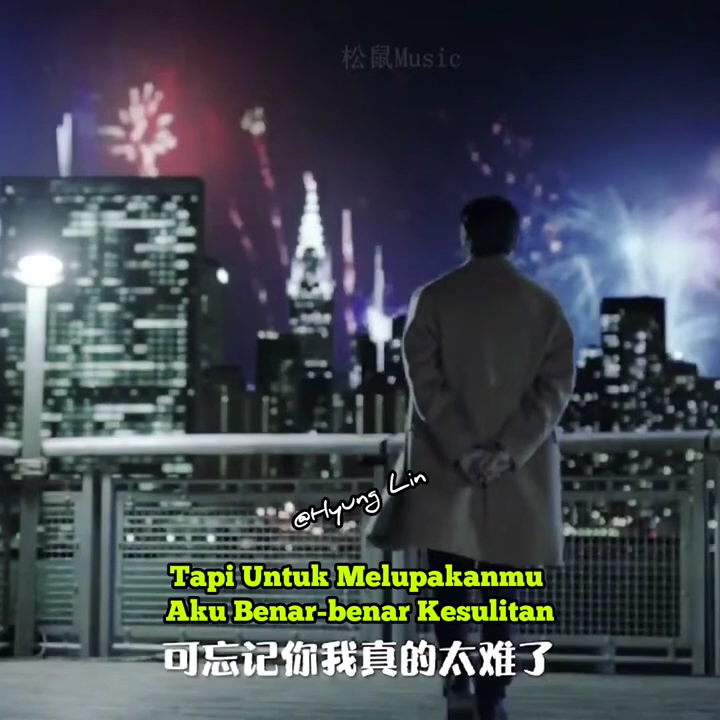 松鼠Music
@Hyung Lin
Tapi Untuk Melupakanmu
Aku Benar-benar Kesulitan
可忘记你我真的太难了